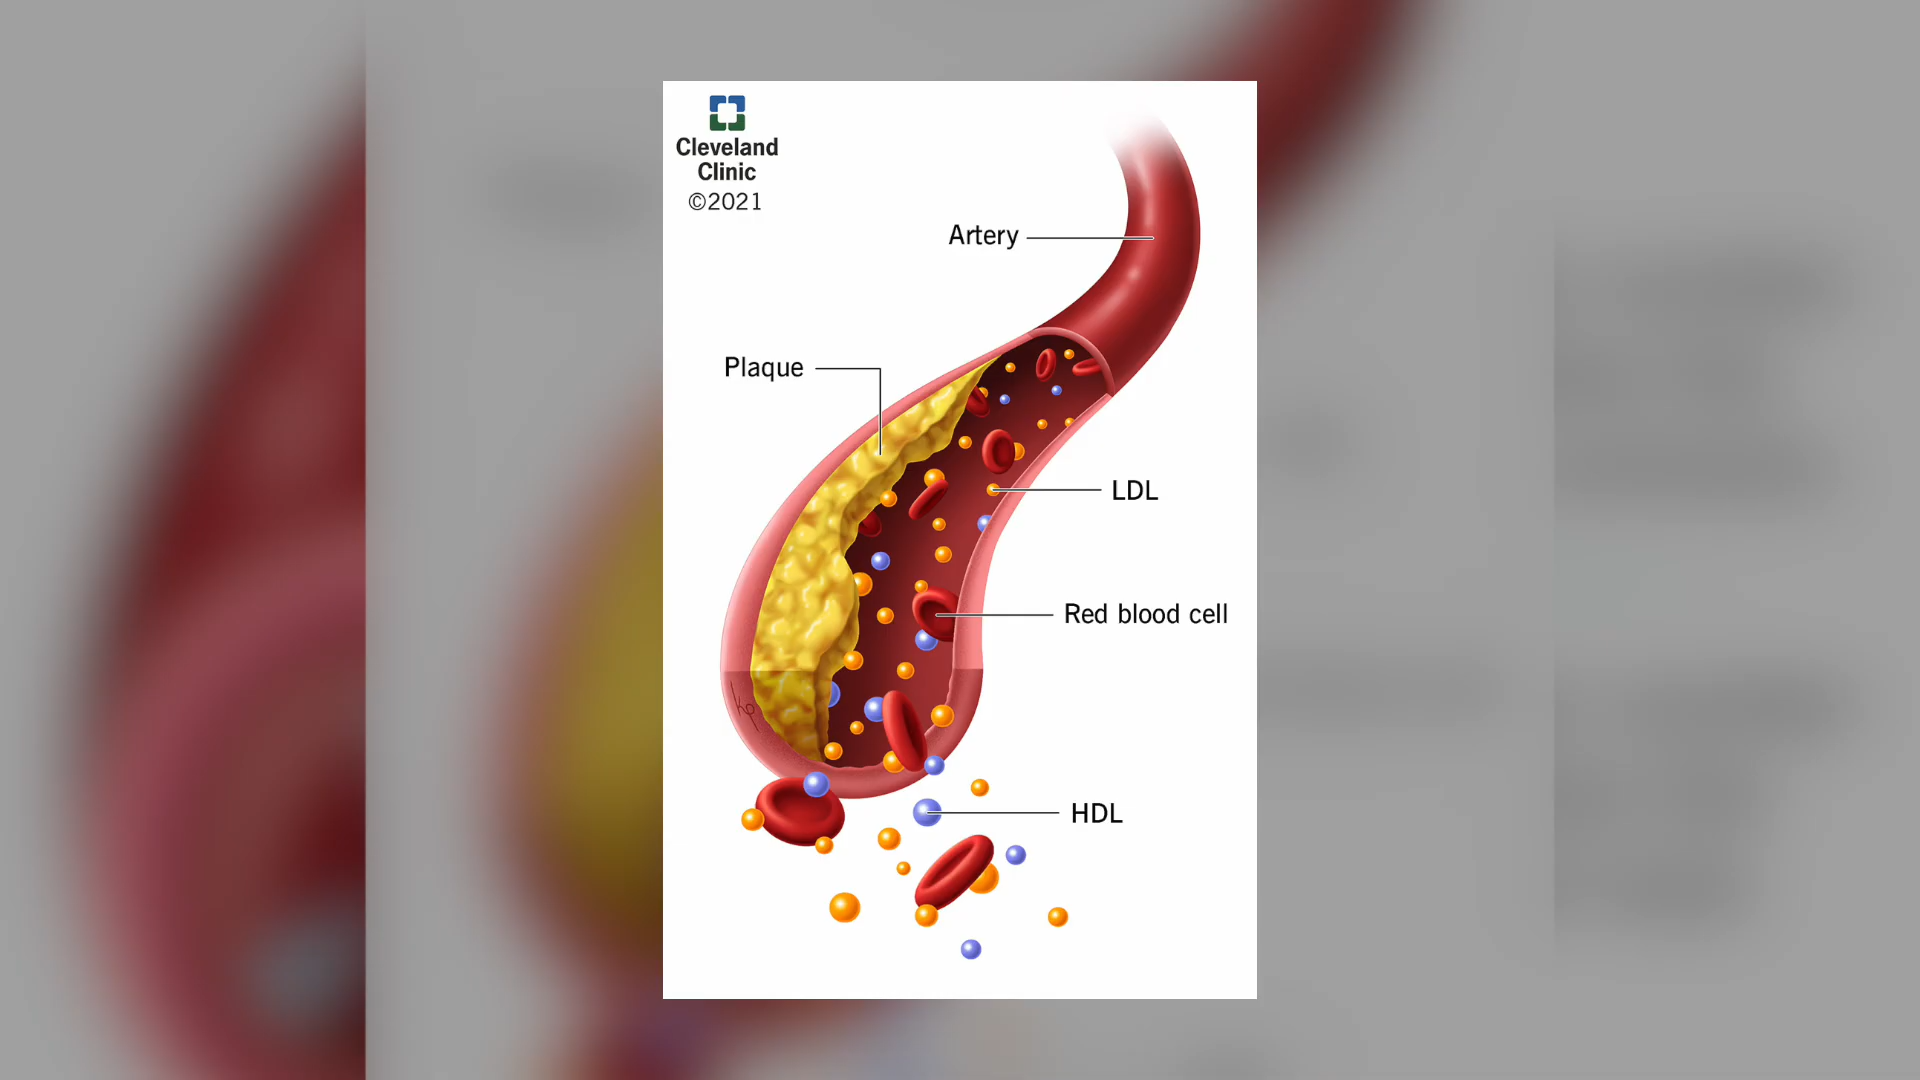 Cleveland
Clinic
©2021
Artery
Plaque
LDL
Red blood cell
HDL